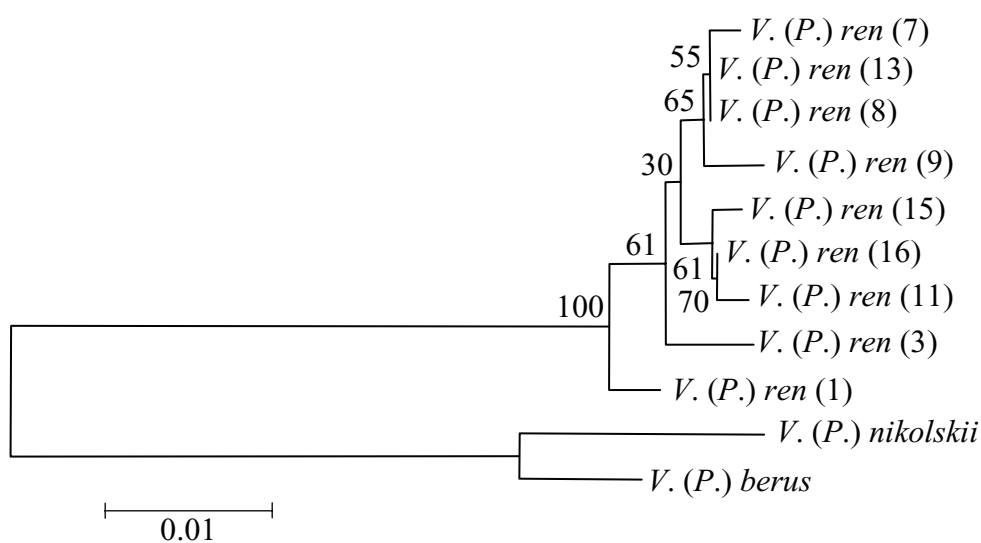 V. (P.) ren (7)
55
V. (P.) ren (13)
65
V. (P.) ren (8)
30
V. (P.) ren (9)
V. (P.) ren (15)
61
V. (P.) ren (16)
61
70
V. (P.) ren (11)
100
V. (P.) ren (3)
V. (P.) ren (1)
V. (P.) nikolskii
V. (P.) berus
0.01